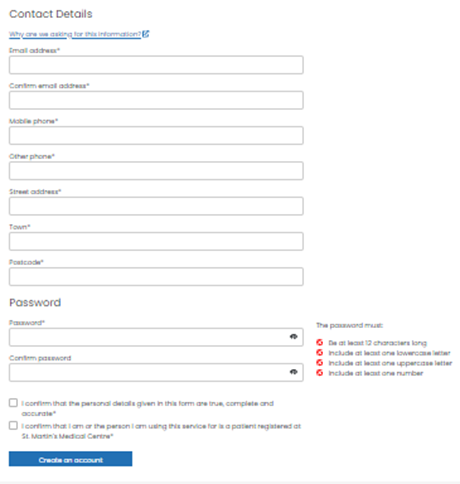 Contact Details
Why are we asking for this information?
Email address*
Confirm email address*
Mobile phone*
Other phone*
Street address*
Town*
Postcode*
Password
Password*
The password must:
Be at least 12 characters long
Include at least one lowercase letter
Include at least one uppercase letter
Include at least one number
Confirm password
I confirm that the personal details given in this form are true, complete and
accurate*
I confirm that I am or the person I am using this service for is a patient registered at
St. Martin's Medical Centre*
Create an account